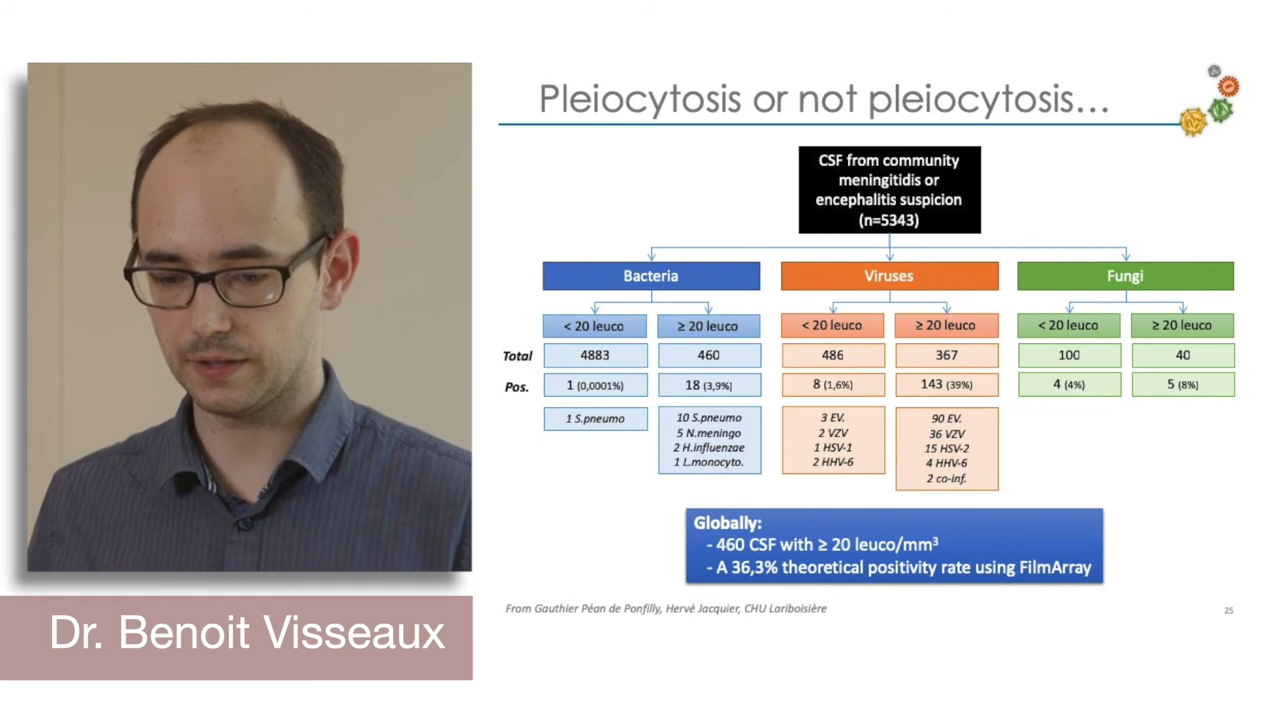 Pleiocytosis or not pleiocytosis...
CSF from community
meningitidis or
encephalitis suspicion
(n=5343)
Bacteria
Viruses
Fungi
< 20 leuco
≥ 20 leuco
< 20 leuco
≥ 20 leuco
< 20 leuco
≥ 20 leuco
Total
4883
460
486
367
100
40
Pos.
1 (0,0001%)
18 (3,9%)
8 (1,6%)
143 (39%)
4 (4%)
5 (8%)
1 S.pneumo
10 S.pneumo
5 N.meningo
2 H.influenzae
1 L.monocyto.
3 EV.
2 VZV
1 HSV-1
2 HHV-6
90 EV.
36 VZV
15 HSV-2
4 HHV-6
2 co-inf.
Globally:
- 460 CSF with ≥ 20 leuco/mm³
- A 36,3% theoretical positivity rate using FilmArray
From Gauthier Péan de Ponfilly, Hervé Jacquier, CHU Lariboisière
25
Dr. Benoit Visseaux